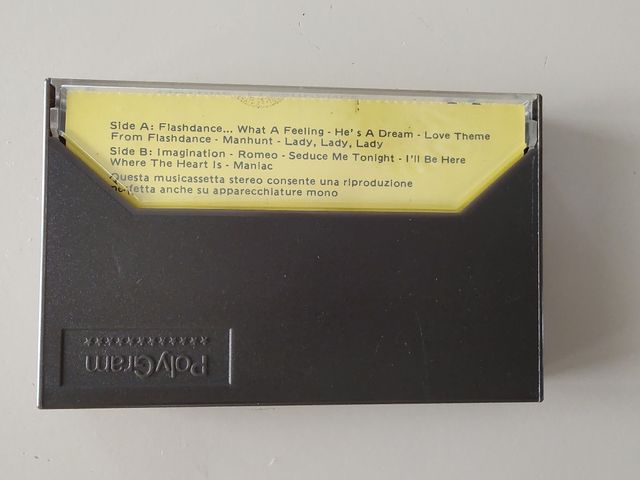 Side A: Flashdance... What A Feeling - He's A Dream - Love Theme
From Flashdance - Manhunt - Lady, Lady, Lady
Side B: Imagination - Romeo - Seduce Me Tonight - I'll Be Here
Where The Heart Is - Maniac
Questa musicassetta stereo consente una riproduzione
perfetta anche su apparecchiature mono
PolyGram